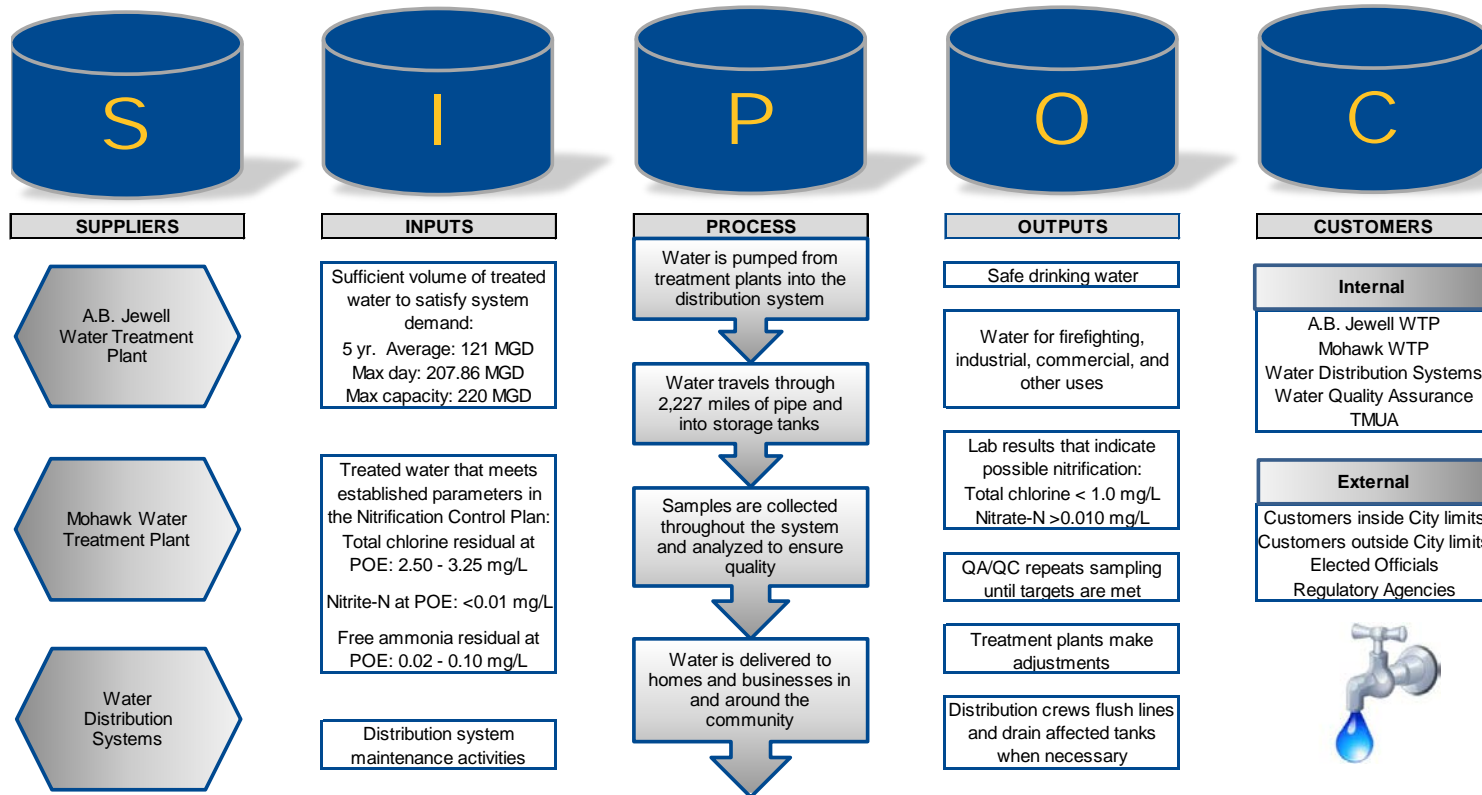 S
I
P
O
C
SUPPLIERS
A.B. Jewell
Water Treatment
Plant
Mohawk Water
Treatment Plant
Water
Distribution
Systems
INPUTS
Sufficient volume of treated
water to satisfy system
demand:
5 yr. Average: 121 MGD
Max day: 207.86 MGD
Max capacity: 220 MGD
Treated water that meets
established parameters in
the Nitrification Control Plan:
Total chlorine residual at
POE: 2.50 - 3.25 mg/L
Nitrite-N at POE: <0.01 mg/L
Free ammonia residual at
POE: 0.02 - 0.10 mg/L
Distribution system
maintenance activities
PROCESS
Water is pumped from
treatment plants into the
distribution system
Water travels through
2,227 miles of pipe and
into storage tanks
Samples are collected
throughout the system
and analyzed to ensure
quality
Water is delivered to
homes and businesses in
and around the
community
OUTPUTS
Safe drinking water
Water for firefighting,
industrial, commercial, and
other uses
Lab results that indicate
possible nitrification:
Total chlorine < 1.0 mg/L
Nitrate-N >0.010 mg/L
QA/QC repeats sampling
until targets are met
Treatment plants make
adjustments
Distribution crews flush lines
and drain affected tanks
when necessary
CUSTOMERS
Internal
A.B. Jewell WTP
Mohawk WTP
Water Distribution Systems
Water Quality Assurance
TMUA
External
Customers inside City limits
Customers outside City limits
Elected Officials
Regulatory Agencies